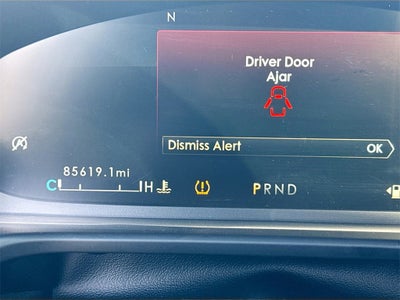 N
Driver Door
Ajar
Dismiss Alert OK
85619.1mi
C H PRND